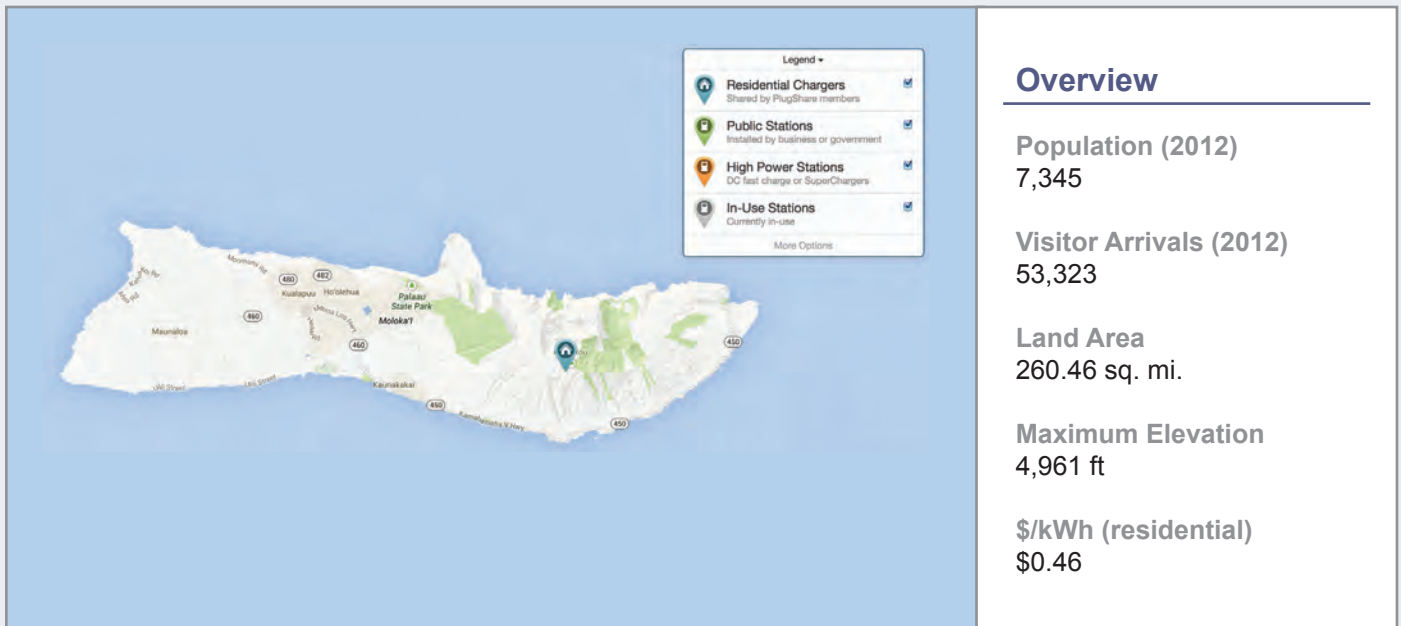 Legend
Residential Chargers
Shared by PlugShare members
Public Stations
Installed by business or government
High Power Stations
DC fast charge or SuperChargers
In-Use Stations
Currently in-use
More Options
Mormons Rd
480
482
Kualapuu
Ho'olehua
Palaau
State Park
Moloka'i
460
Maunaloa
460
Kaunakakai
450
Kamehameha V Hwy
450
450
Overview
Population (2012)
7,345
Visitor Arrivals (2012)
53,323
Land Area
260.46 sq. mi.
Maximum Elevation
4,961 ft
$/kWh (residential)
$0.46